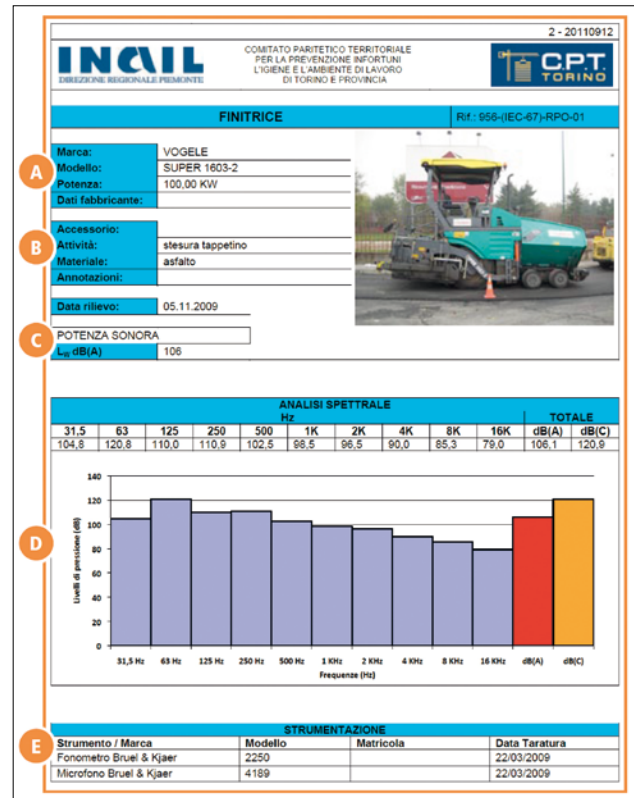 2 - 20110912
INAIL
DIREZIONE REGIONALE PIEMONTE
COMITATO PARITETICO TERRITORIALE
PER LA PREVENZIONE INFORTUNI
L'IGIENE E L'AMBIENTE DI LAVORO
DI TORINO E PROVINCIA
C.P.T.
TORINO
FINITRICE Rif.: 956-(IEC-67)-RPO-01
A
Marca: VOGELE
Modello: SUPER 1603-2
Potenza: 100,00 KW
Dati fabbricante:
B
Accessorio:
Attività: stesura tappetino
Materiale: asfalto
Annotazioni:
Data rilievo: 05.11.2009
C
POTENZA SONORA
LW dB(A) 106
ANALISI SPETTRALE
Hz TOTALE
31,5 63 125 250 500 1K 2K 4K 8K 16K dB(A) dB(C)
104,8 120,8 110,0 110,9 102,5 98,5 96,5 90,0 85,3 79,0 106,1 120,9
D
Livelli di pressione (dB)
140
120
100
80
60
40
20
0
31,5 Hz 63 Hz 125 Hz 250 Hz 500 Hz 1 KHz 2 KHz 4 KHz 8 KHz 16 KHz dB(A) dB(C)
Frequenze (Hz)
E
STRUMENTAZIONE
Strumento / Marca Modello Matricola Data Taratura
Fonometro Bruel & Kjaer 2250 22/03/2009
Microfono Bruel & Kjaer 4189 22/03/2009